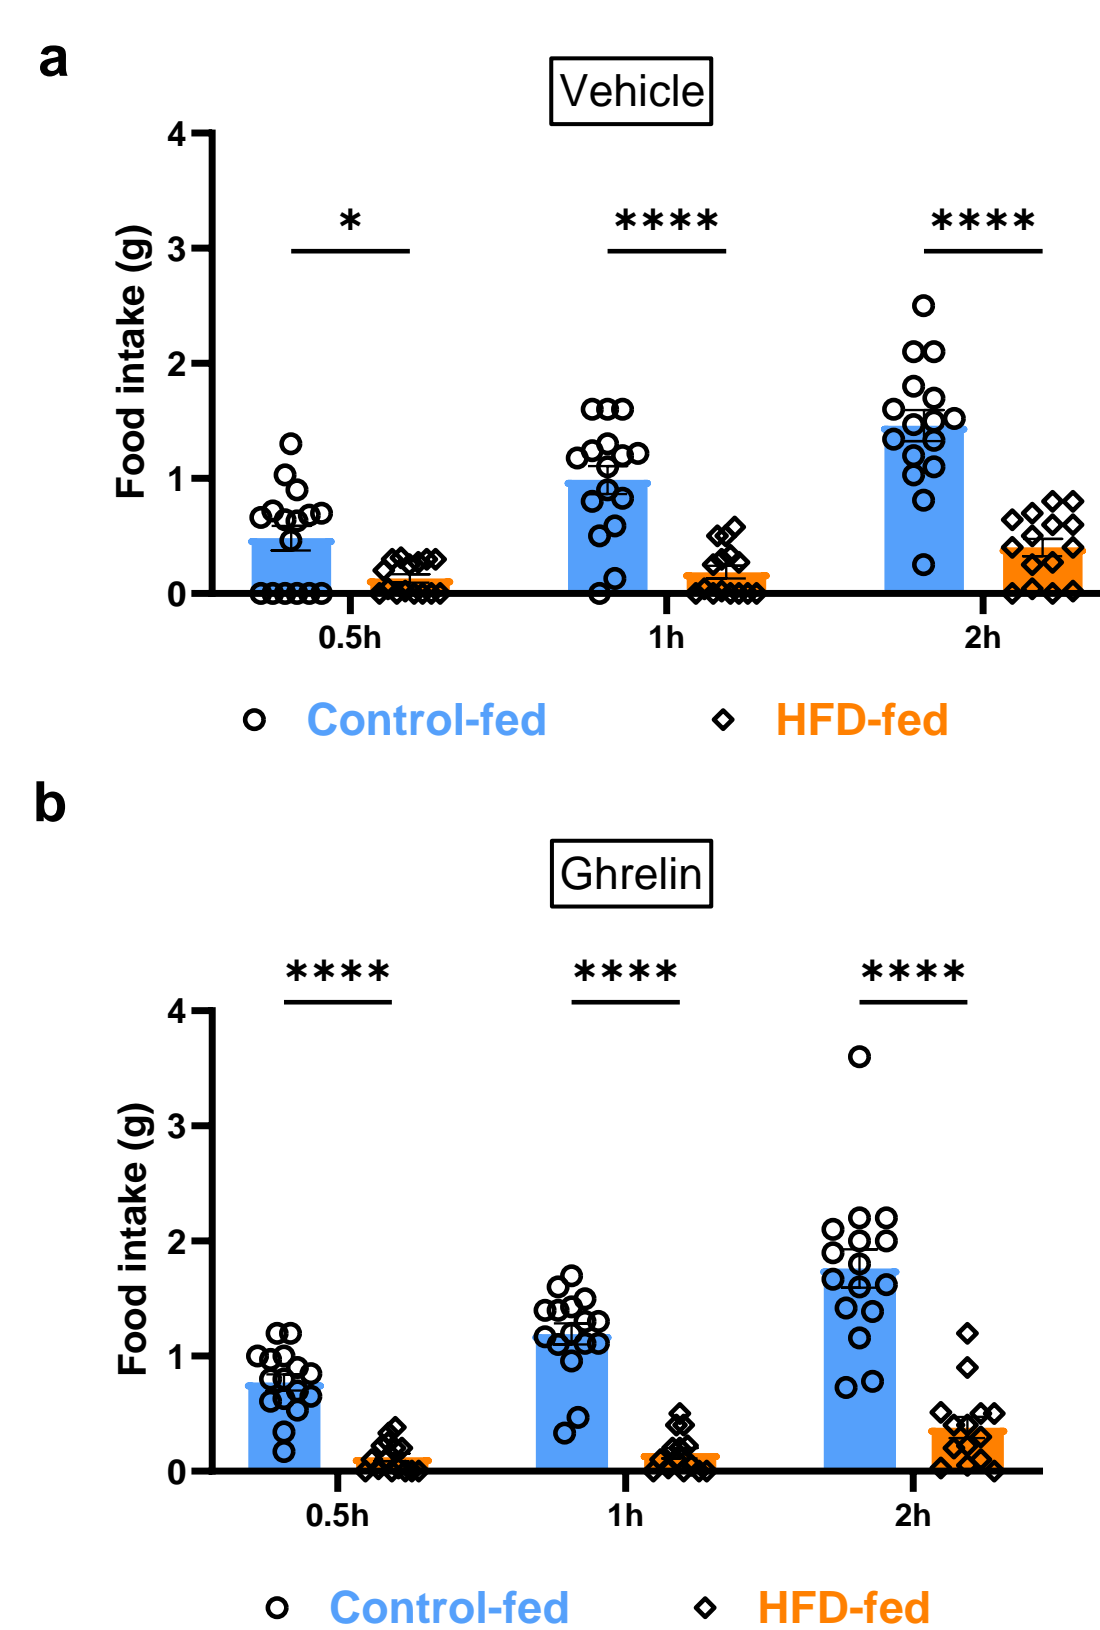 a
Vehicle
4
3
2
1
0
Food intake (g)
*
****
****
0.5h 1h 2h
Control-fed HFD-fed
b
Ghrelin
****
****
****
4
3
2
1
0
Food intake (g)
0.5h 1h 2h
Control-fed HFD-fed